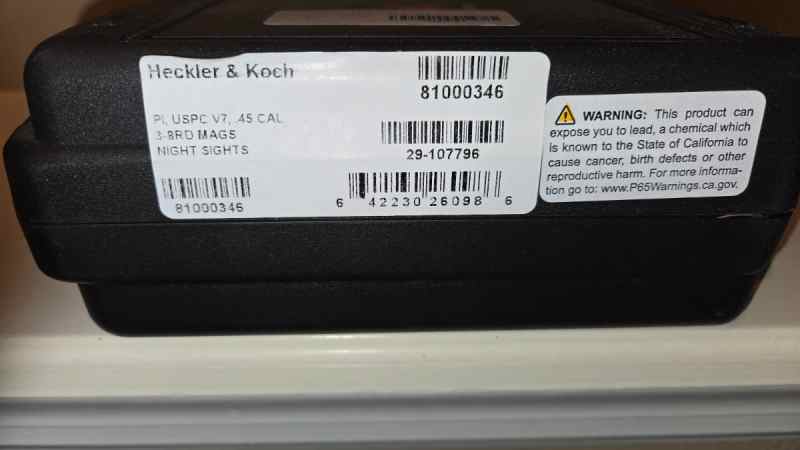 Heckler & Koch
81000346
PI, USPC V7, .45 CAL
3-8RD MAGS
NIGHT SIGHTS
29-107796
81000346
6 42230 26098 6
WARNING: This product can
expose you to lead, a chemical which
is known to the State of California to
cause cancer, birth defects or other
reproductive harm. For more informa-
tion go to: www.P65Warnings.ca.gov.